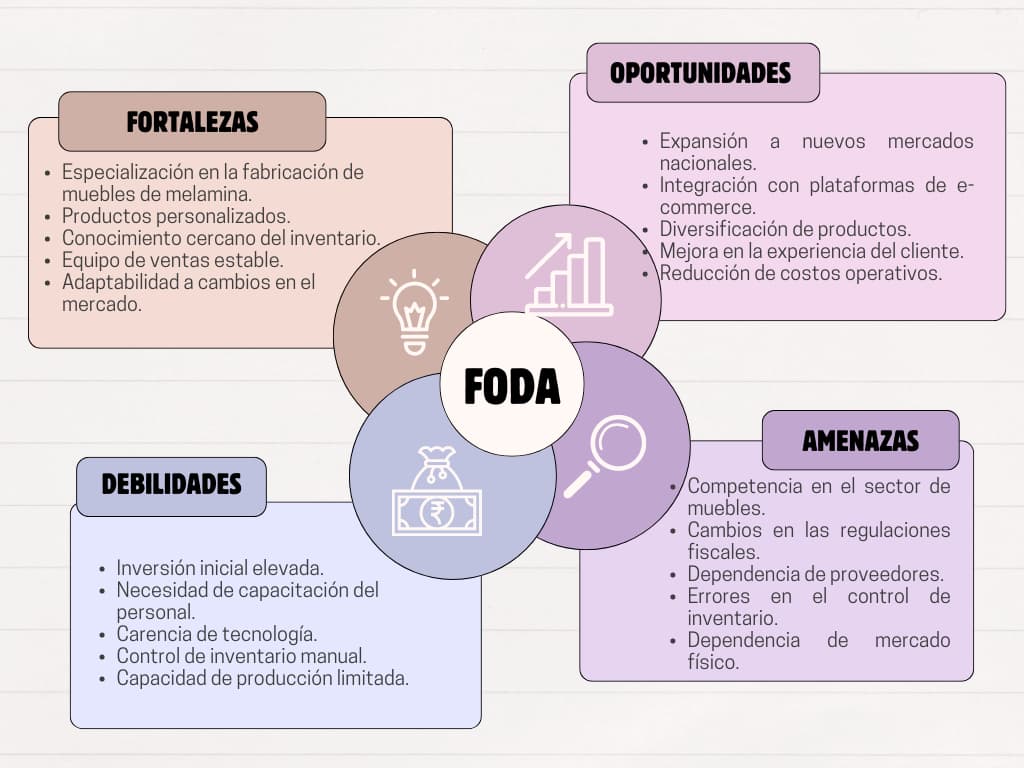 FORTALEZAS
• Especialización en la fabricación de
muebles de melamina.
• Productos personalizados.
• Conocimiento cercano del inventario.
• Equipo de ventas estable.
• Adaptabilidad a cambios en el
mercado.
OPORTUNIDADES
• Expansión a nuevos mercados
nacionales.
• Integración con plataformas de e-
commerce.
• Diversificación de productos.
• Mejora en la experiencia del cliente.
• Reducción de costos operativos.
FODA
DEBILIDADES
• Inversión inicial elevada.
• Necesidad de capacitación del
personal.
• Carencia de tecnología.
• Control de inventario manual.
• Capacidad de producción limitada.
₹
AMENAZAS
• Competencia en el sector de
muebles.
• Cambios en las regulaciones
fiscales.
• Dependencia de proveedores.
• Errores en el control de
inventario.
• Dependencia de mercado
físico.